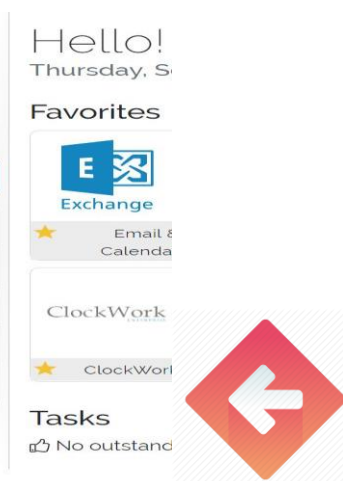 Hello!
Thursday, S
Favorites
E
Exchange
Email &
Calenda
ClockWork
ClockWor
Tasks
No outstand